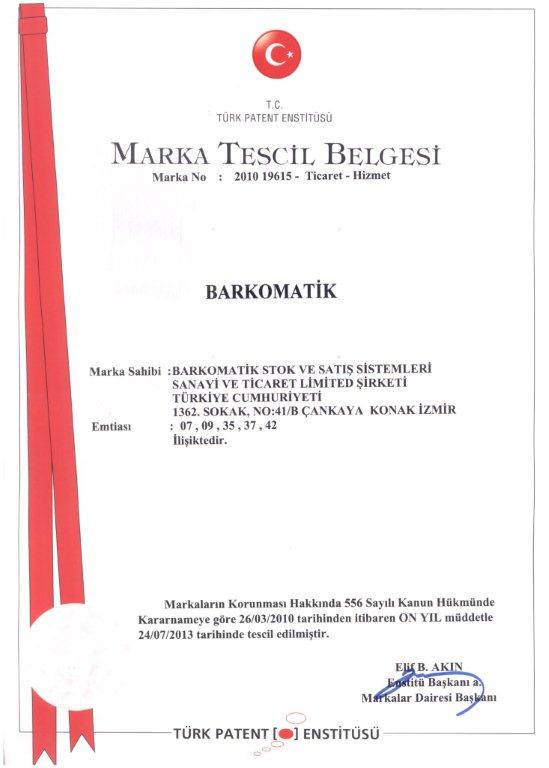 T.C.
TÜRK PATENT ENSTİTÜSÜ
MARKA TESCİL BELGESİ
Marka No : 2010 19615 - Ticaret - Hizmet
BARKOMATİK
Marka Sahibi :BARKOMATİK STOK VE SATIŞ SİSTEMLERİ
SANAYİ VE TİCARET LİMİTED ŞİRKETİ
TÜRKİYE CUMHURİYETİ
1362. SOKAK, NO:41/B ÇANKAYA KONAK İZMİR
Emtiası : 07 , 09 , 35 , 37 , 42
İlişiktedir.
Markaların Korunması Hakkında 556 Sayılı Kanun Hükmünde
Kararnameye göre 26/03/2010 tarihinden itibaren ON YIL müddetle
24/07/2013 tarihinde tescil edilmiştir.
Elif B. AKIN
Enstitü Başkanı a.
Markalar Dairesi Başkanı
TÜRK PATENT [ ] ENSTİTÜSÜ